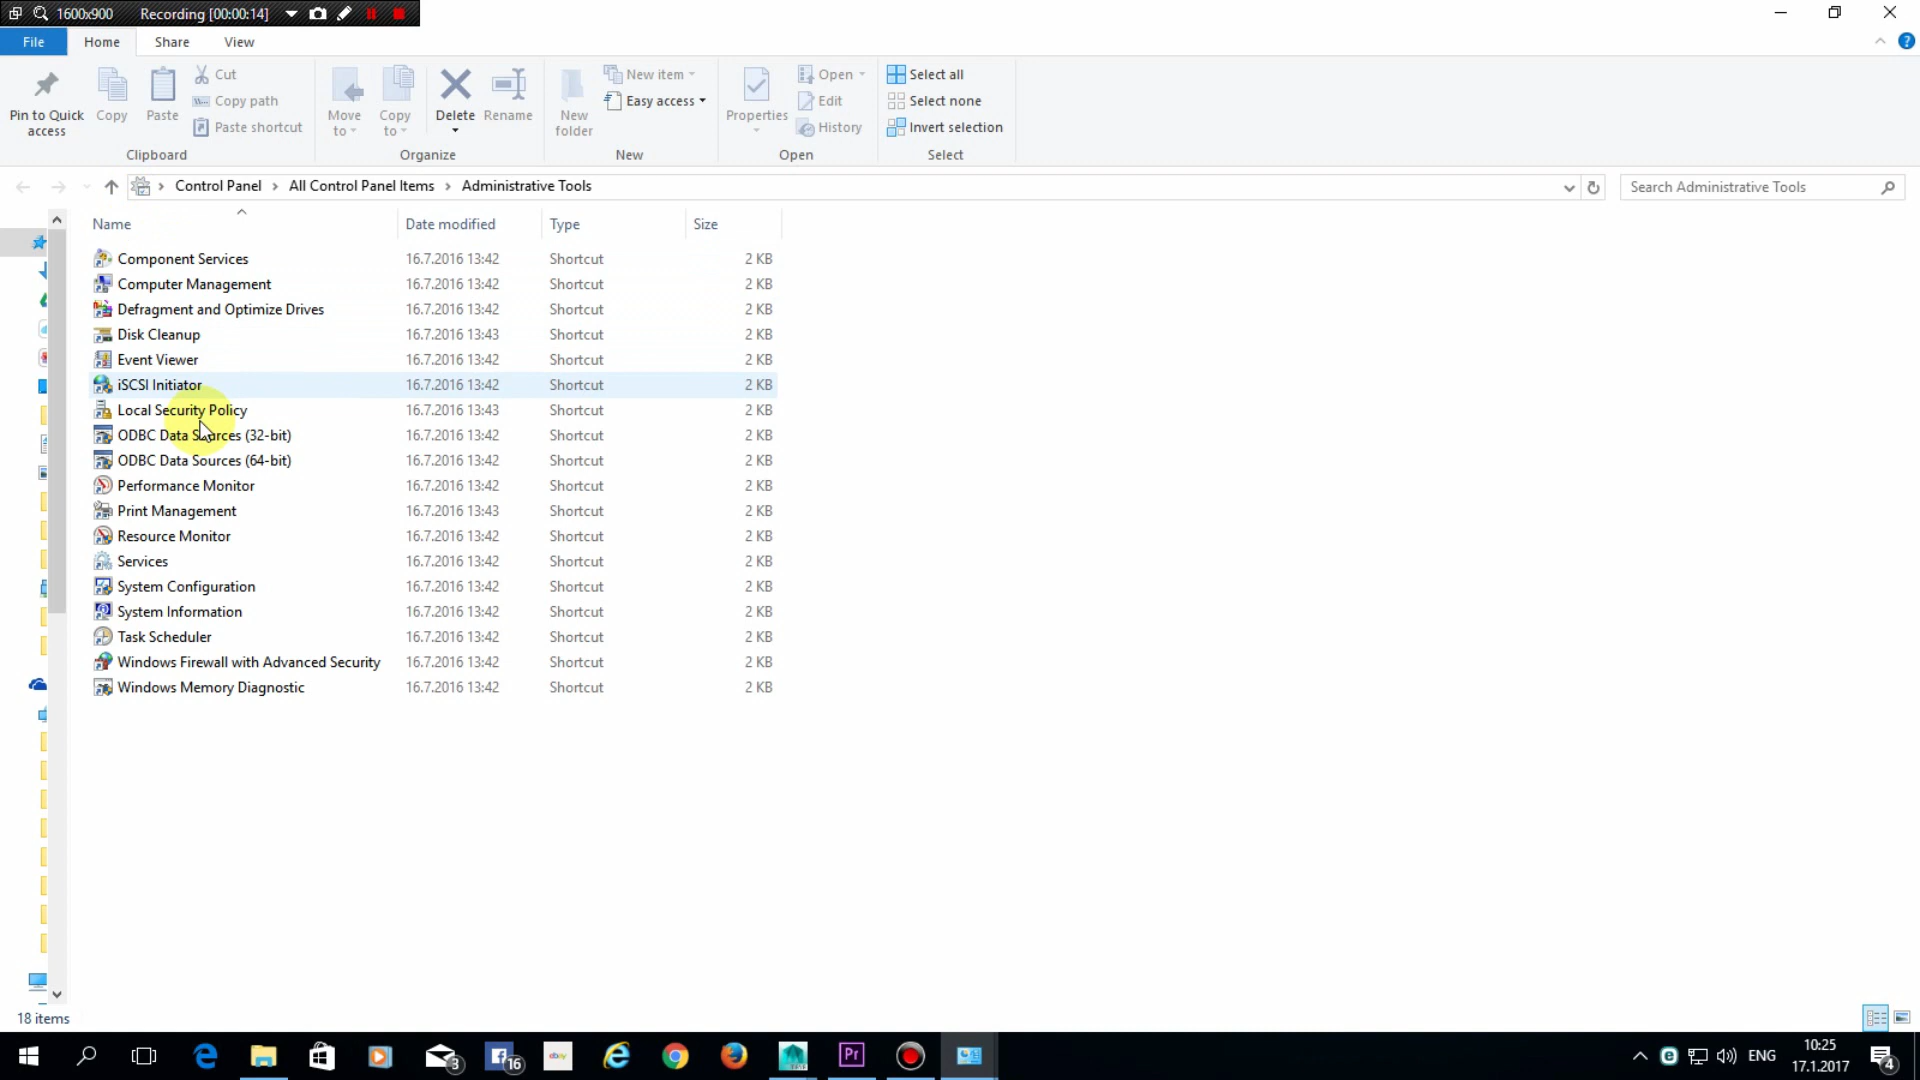 1600x900 Recording [00:00:14]
File Home Share View
Pin to Quick access
Copy
Paste
Cut
Copy path
Paste shortcut
Clipboard
Move to
Copy to
Delete
Rename
Organize
New folder
New item
Easy access
New
Properties
Open
Edit
History
Open
Select all
Select none
Invert selection
Select
Control Panel > All Control Panel Items > Administrative Tools
Search Administrative Tools
Name Date modified Type Size
Component Services 16.7.2016 13:42 Shortcut 2 KB
Computer Management 16.7.2016 13:42 Shortcut 2 KB
Defragment and Optimize Drives 16.7.2016 13:42 Shortcut 2 KB
Disk Cleanup 16.7.2016 13:43 Shortcut 2 KB
Event Viewer 16.7.2016 13:42 Shortcut 2 KB
iSCSI Initiator 16.7.2016 13:42 Shortcut 2 KB
Local Security Policy 16.7.2016 13:43 Shortcut 2 KB
ODBC Data Sources (32-bit) 16.7.2016 13:42 Shortcut 2 KB
ODBC Data Sources (64-bit) 16.7.2016 13:42 Shortcut 2 KB
Performance Monitor 16.7.2016 13:42 Shortcut 2 KB
Print Management 16.7.2016 13:43 Shortcut 2 KB
Resource Monitor 16.7.2016 13:42 Shortcut 2 KB
Services 16.7.2016 13:42 Shortcut 2 KB
System Configuration 16.7.2016 13:42 Shortcut 2 KB
System Information 16.7.2016 13:42 Shortcut 2 KB
Task Scheduler 16.7.2016 13:42 Shortcut 2 KB
Windows Firewall with Advanced Security 16.7.2016 13:42 Shortcut 2 KB
Windows Memory Diagnostic 16.7.2016 13:42 Shortcut 2 KB
18 items
3
16
ebay
Pr
ENG
10:25
17.1.2017
4